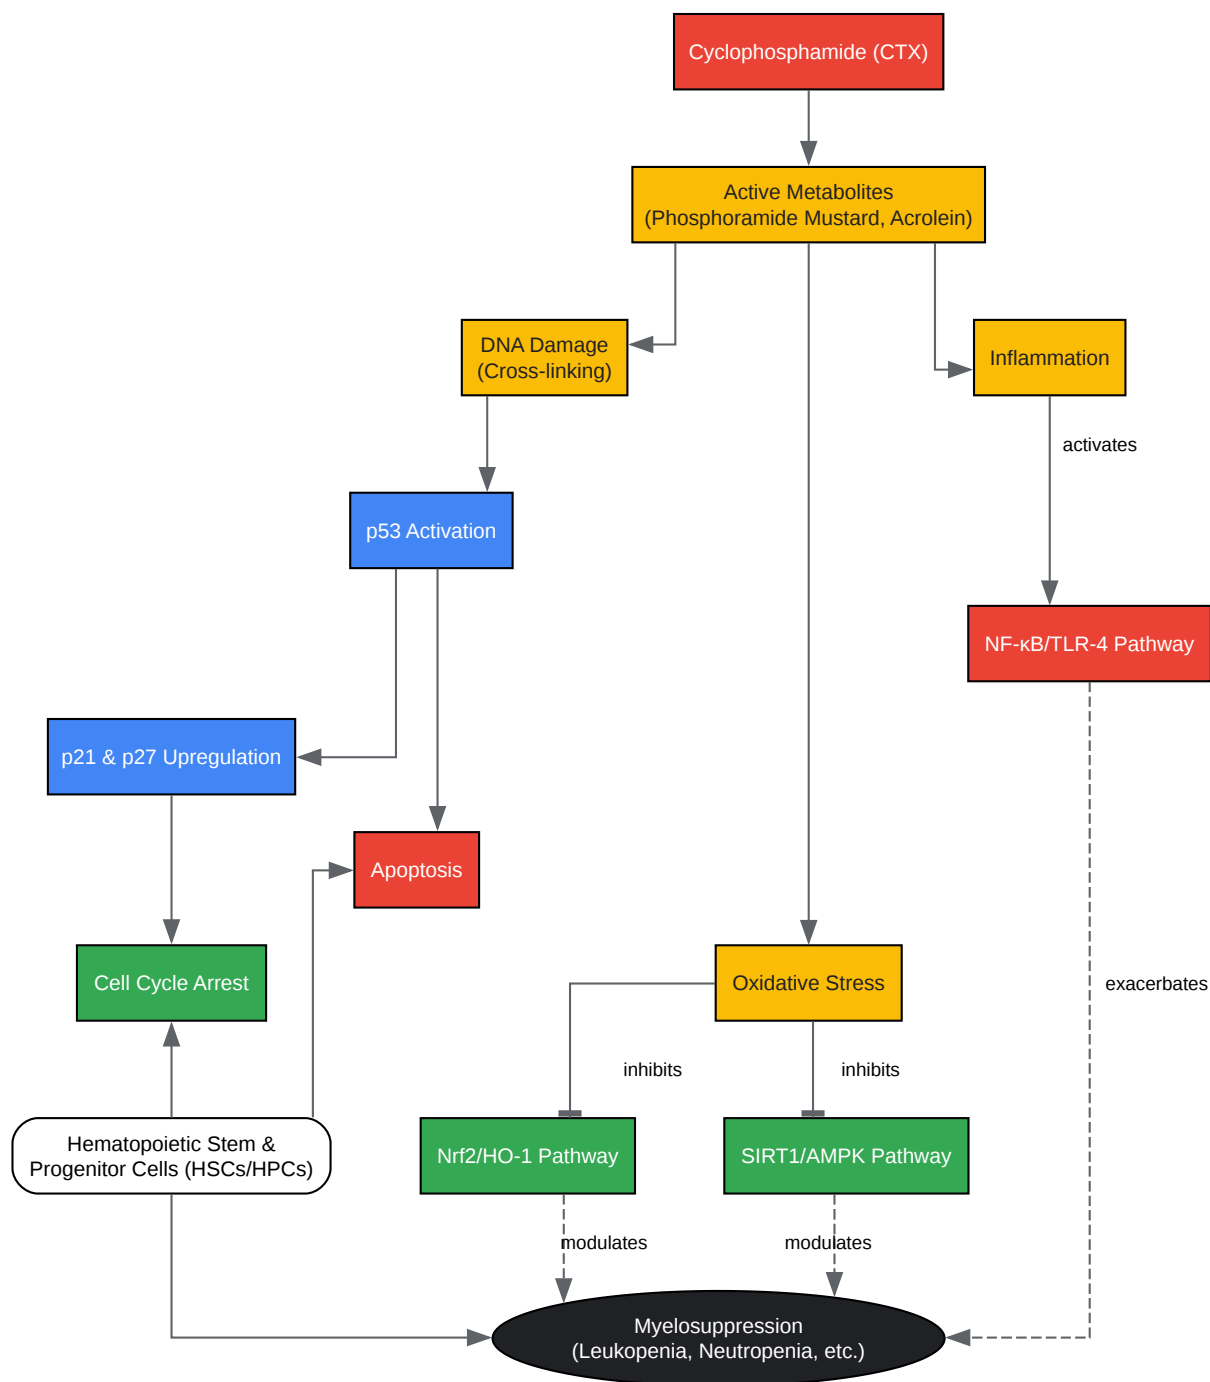 Cyclophosphamide (CTX)
Active Metabolites
(Phosphoramide Mustard, Acrolein)
DNA Damage
(Cross-linking)
Inflammation
activates
p53 Activation
NF-κB/TLR-4 Pathway
p21 & p27 Upregulation
Apoptosis
Cell Cycle Arrest
Oxidative Stress
exacerbates
inhibits
inhibits
Hematopoietic Stem &
Progenitor Cells (HSCs/HPCs)
Nrf2/HO-1 Pathway
SIRT1/AMPK Pathway
modulates
modulates
Myelosuppression
(Leukopenia, Neutropenia, etc.)